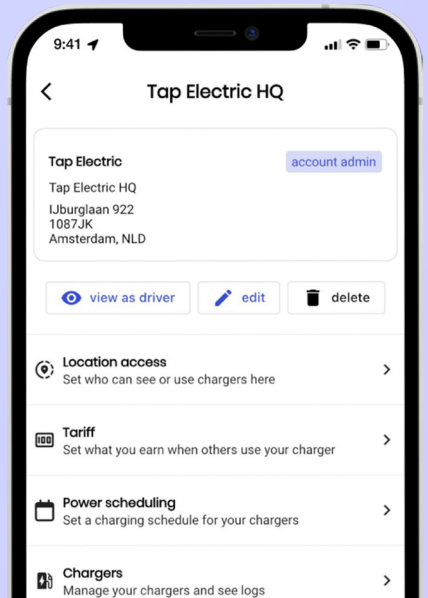 9:41
Tap Electric HQ
Tap Electric
account admin
Tap Electric HQ
IJburglaan 922
1087JK
Amsterdam, NLD
view as driver
edit
delete
Location access
Set who can see or use chargers here
Tariff
Set what you earn when others use your charger
Power scheduling
Set a charging schedule for your chargers
Chargers
Manage your chargers and see logs